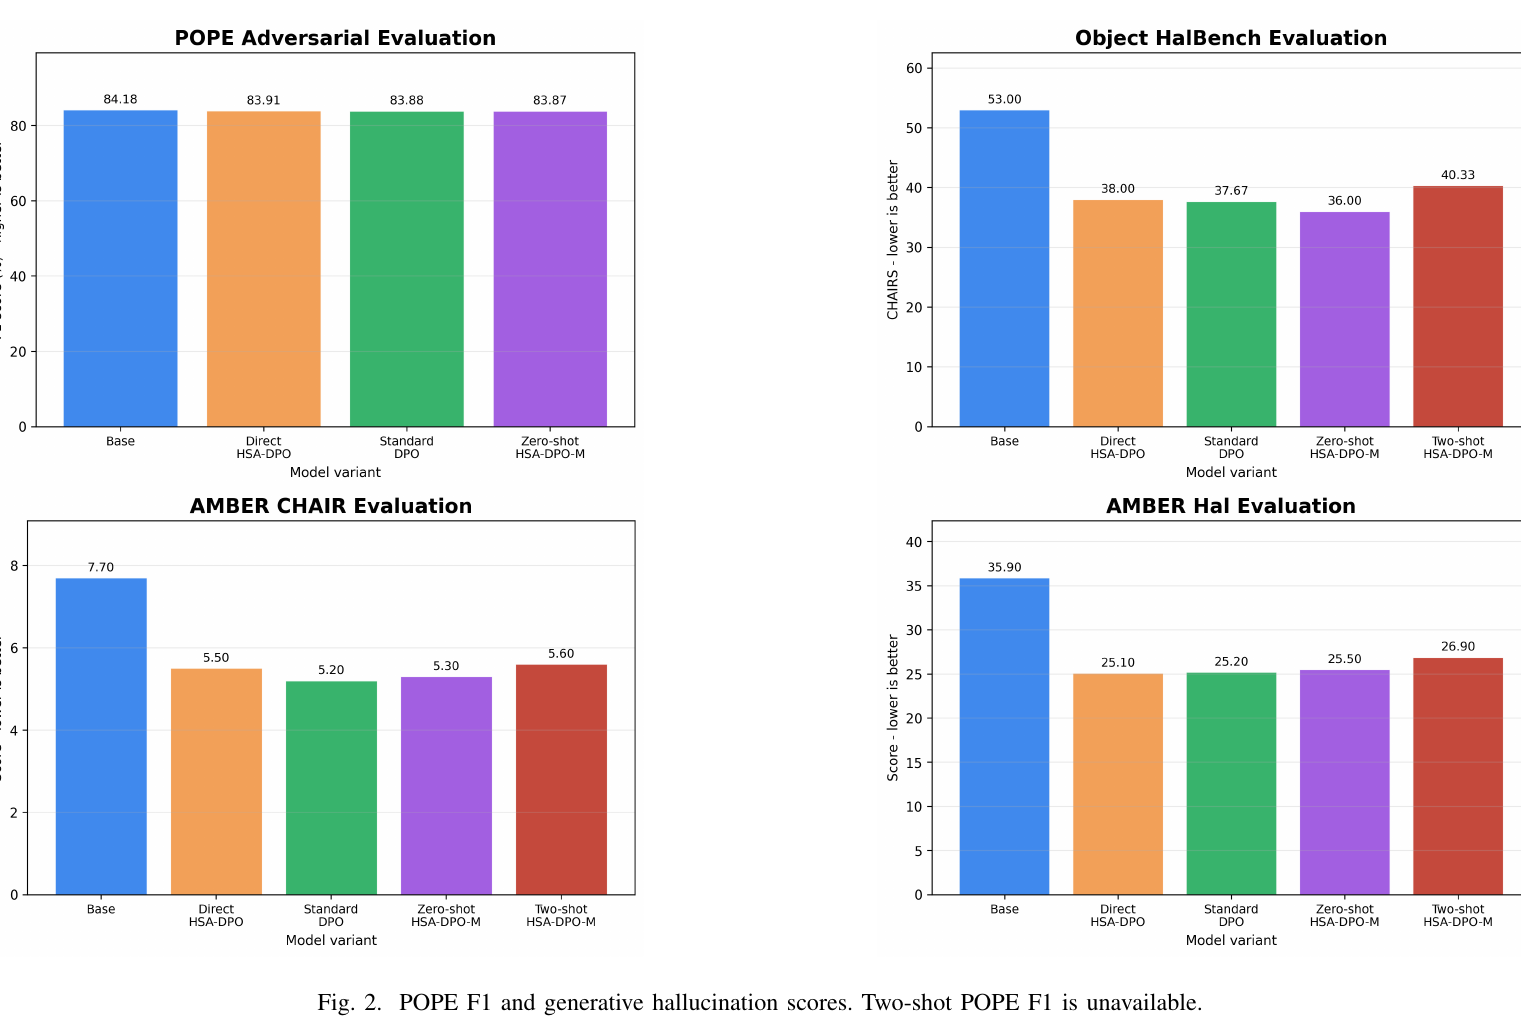 POPE Adversarial Evaluation
84.18 83.91 83.88 83.87
80
60
40
20
0
Base Direct HSA-DPO Standard DPO Zero-shot HSA-DPO-M
Model variant
Object HalBench Evaluation
CHAIRS - lower is better
60
50
40
30
20
10
0
53.00 38.00 37.67 36.00 40.33
Base Direct HSA-DPO Standard DPO Zero-shot HSA-DPO-M Two-shot HSA-DPO-M
Model variant
AMBER CHAIR Evaluation
8
6
4
2
0
7.70 5.50 5.20 5.30 5.60
Base Direct HSA-DPO Standard DPO Zero-shot HSA-DPO-M Two-shot HSA-DPO-M
Model variant
AMBER Hal Evaluation
Score - lower is better
40
35
30
25
20
15
10
5
0
35.90 25.10 25.20 25.50 26.90
Base Direct HSA-DPO Standard DPO Zero-shot HSA-DPO-M Two-shot HSA-DPO-M
Model variant
Fig. 2. POPE F1 and generative hallucination scores. Two-shot POPE F1 is unavailable.